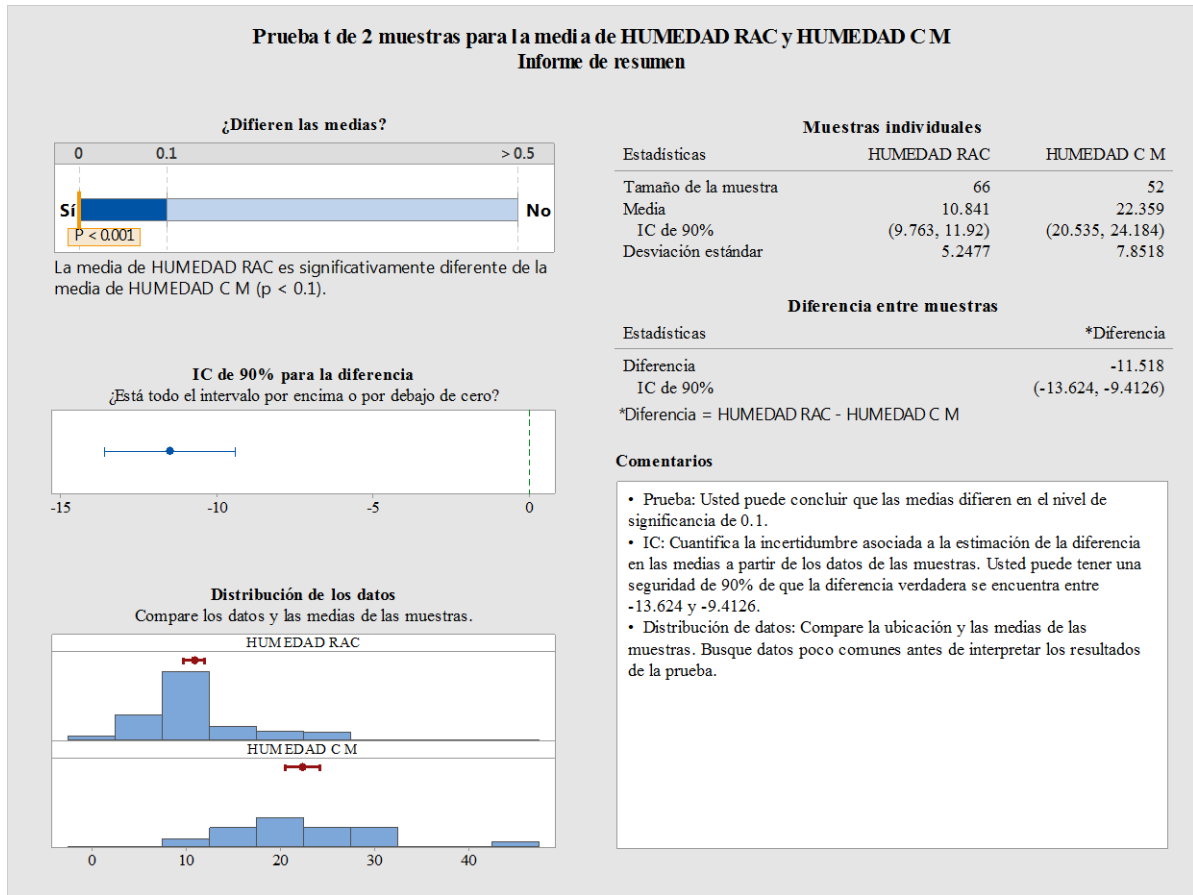 Prueba t de 2 muestras para la media de HUMEDAD RAC y HUMEDAD C M
Informe de resumen
¿Difieren las medias?
0 0.1 > 0.5
Sí No
P < 0.001
La media de HUMEDAD RAC es significativamente diferente de la
media de HUMEDAD C M (p < 0.1).
IC de 90% para la diferencia
¿Está todo el intervalo por encima o por debajo de cero?
-15 -10 -5 0
Distribución de los datos
Compare los datos y las medias de las muestras.
HUMEDAD RAC
HUMEDAD C M
0 10 20 30 40
Muestras individuales
Estadísticas HUMEDAD RAC HUMEDAD C M
Tamaño de la muestra 66 52
Media 10.841 22.359
IC de 90% (9.763, 11.92) (20.535, 24.184)
Desviación estándar 5.2477 7.8518
Diferencia entre muestras
Estadísticas *Diferencia
Diferencia -11.518
IC de 90% (-13.624, -9.4126)
*Diferencia = HUMEDAD RAC - HUMEDAD C M
Comentarios
• Prueba: Usted puede concluir que las medias difieren en el nivel de
significancia de 0.1.
• IC: Cuantifica la incertidumbre asociada a la estimación de la diferencia
en las medias a partir de los datos de las muestras. Usted puede tener una
seguridad de 90% de que la diferencia verdadera se encuentra entre
-13.624 y -9.4126.
• Distribución de datos: Compare la ubicación y las medias de las
muestras. Busque datos poco comunes antes de interpretar los resultados
de la prueba.